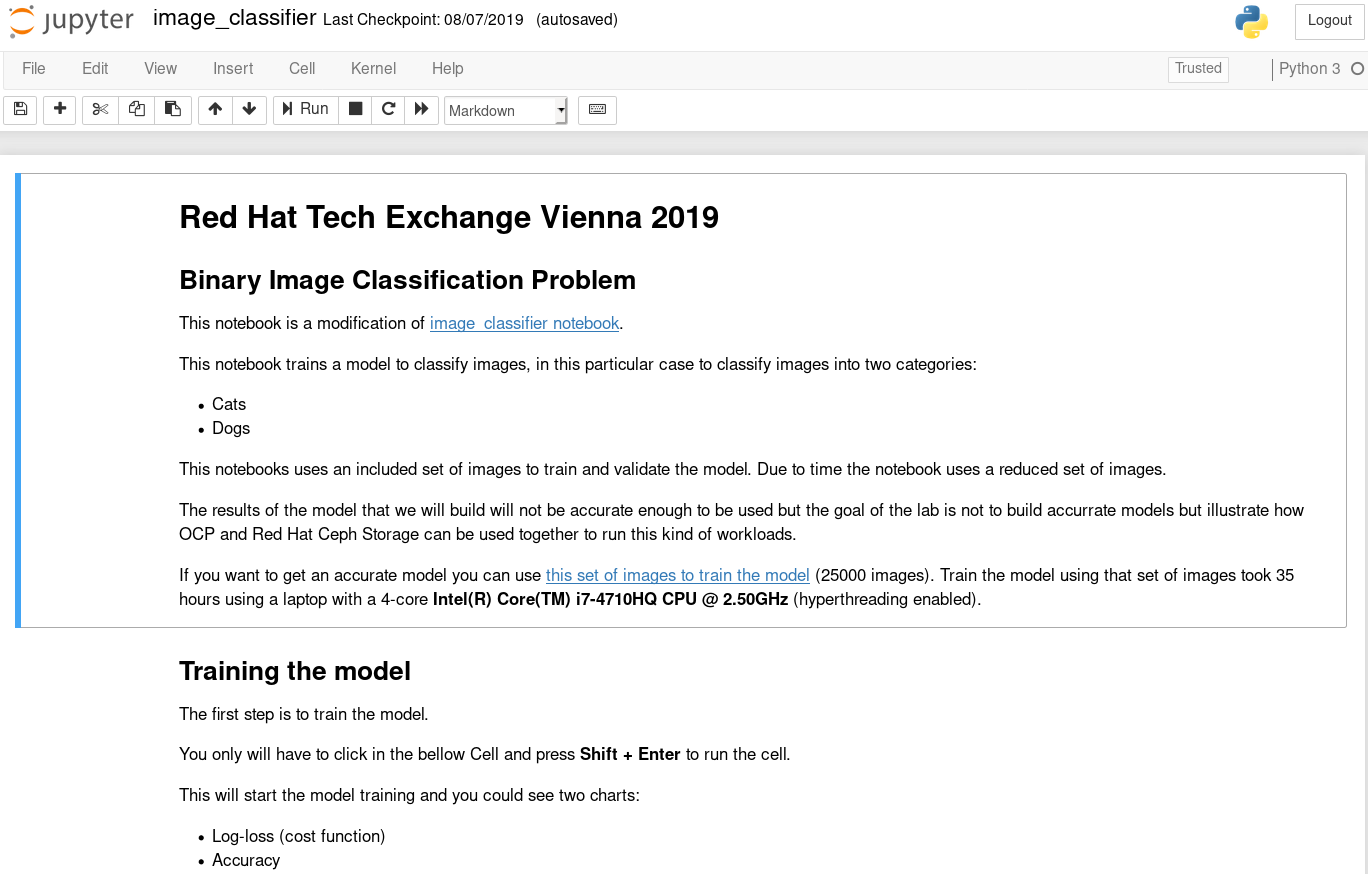 jupyter image_classifier Last Checkpoint: 08/07/2019 (autosaved) Logout
File Edit View Insert Cell Kernel Help Trusted Python 3
Run Markdown
Red Hat Tech Exchange Vienna 2019
Binary Image Classification Problem
This notebook is a modification of image_classifier notebook.
This notebook trains a model to classify images, in this particular case to classify images into two categories:
• Cats
• Dogs
This notebooks uses an included set of images to train and validate the model. Due to time the notebook uses a reduced set of images.
The results of the model that we will build will not be accurate enough to be used but the goal of the lab is not to build accurrate models but illustrate how
OCP and Red Hat Ceph Storage can be used together to run this kind of workloads.
If you want to get an accurate model you can use this set of images to train the model (25000 images). Train the model using that set of images took 35
hours using a laptop with a 4-core Intel(R) Core(TM) i7-4710HQ CPU @ 2.50GHz (hyperthreading enabled).
Training the model
The first step is to train the model.
You only will have to click in the bellow Cell and press Shift + Enter to run the cell.
This will start the model training and you could see two charts:
• Log-loss (cost function)
• Accuracy